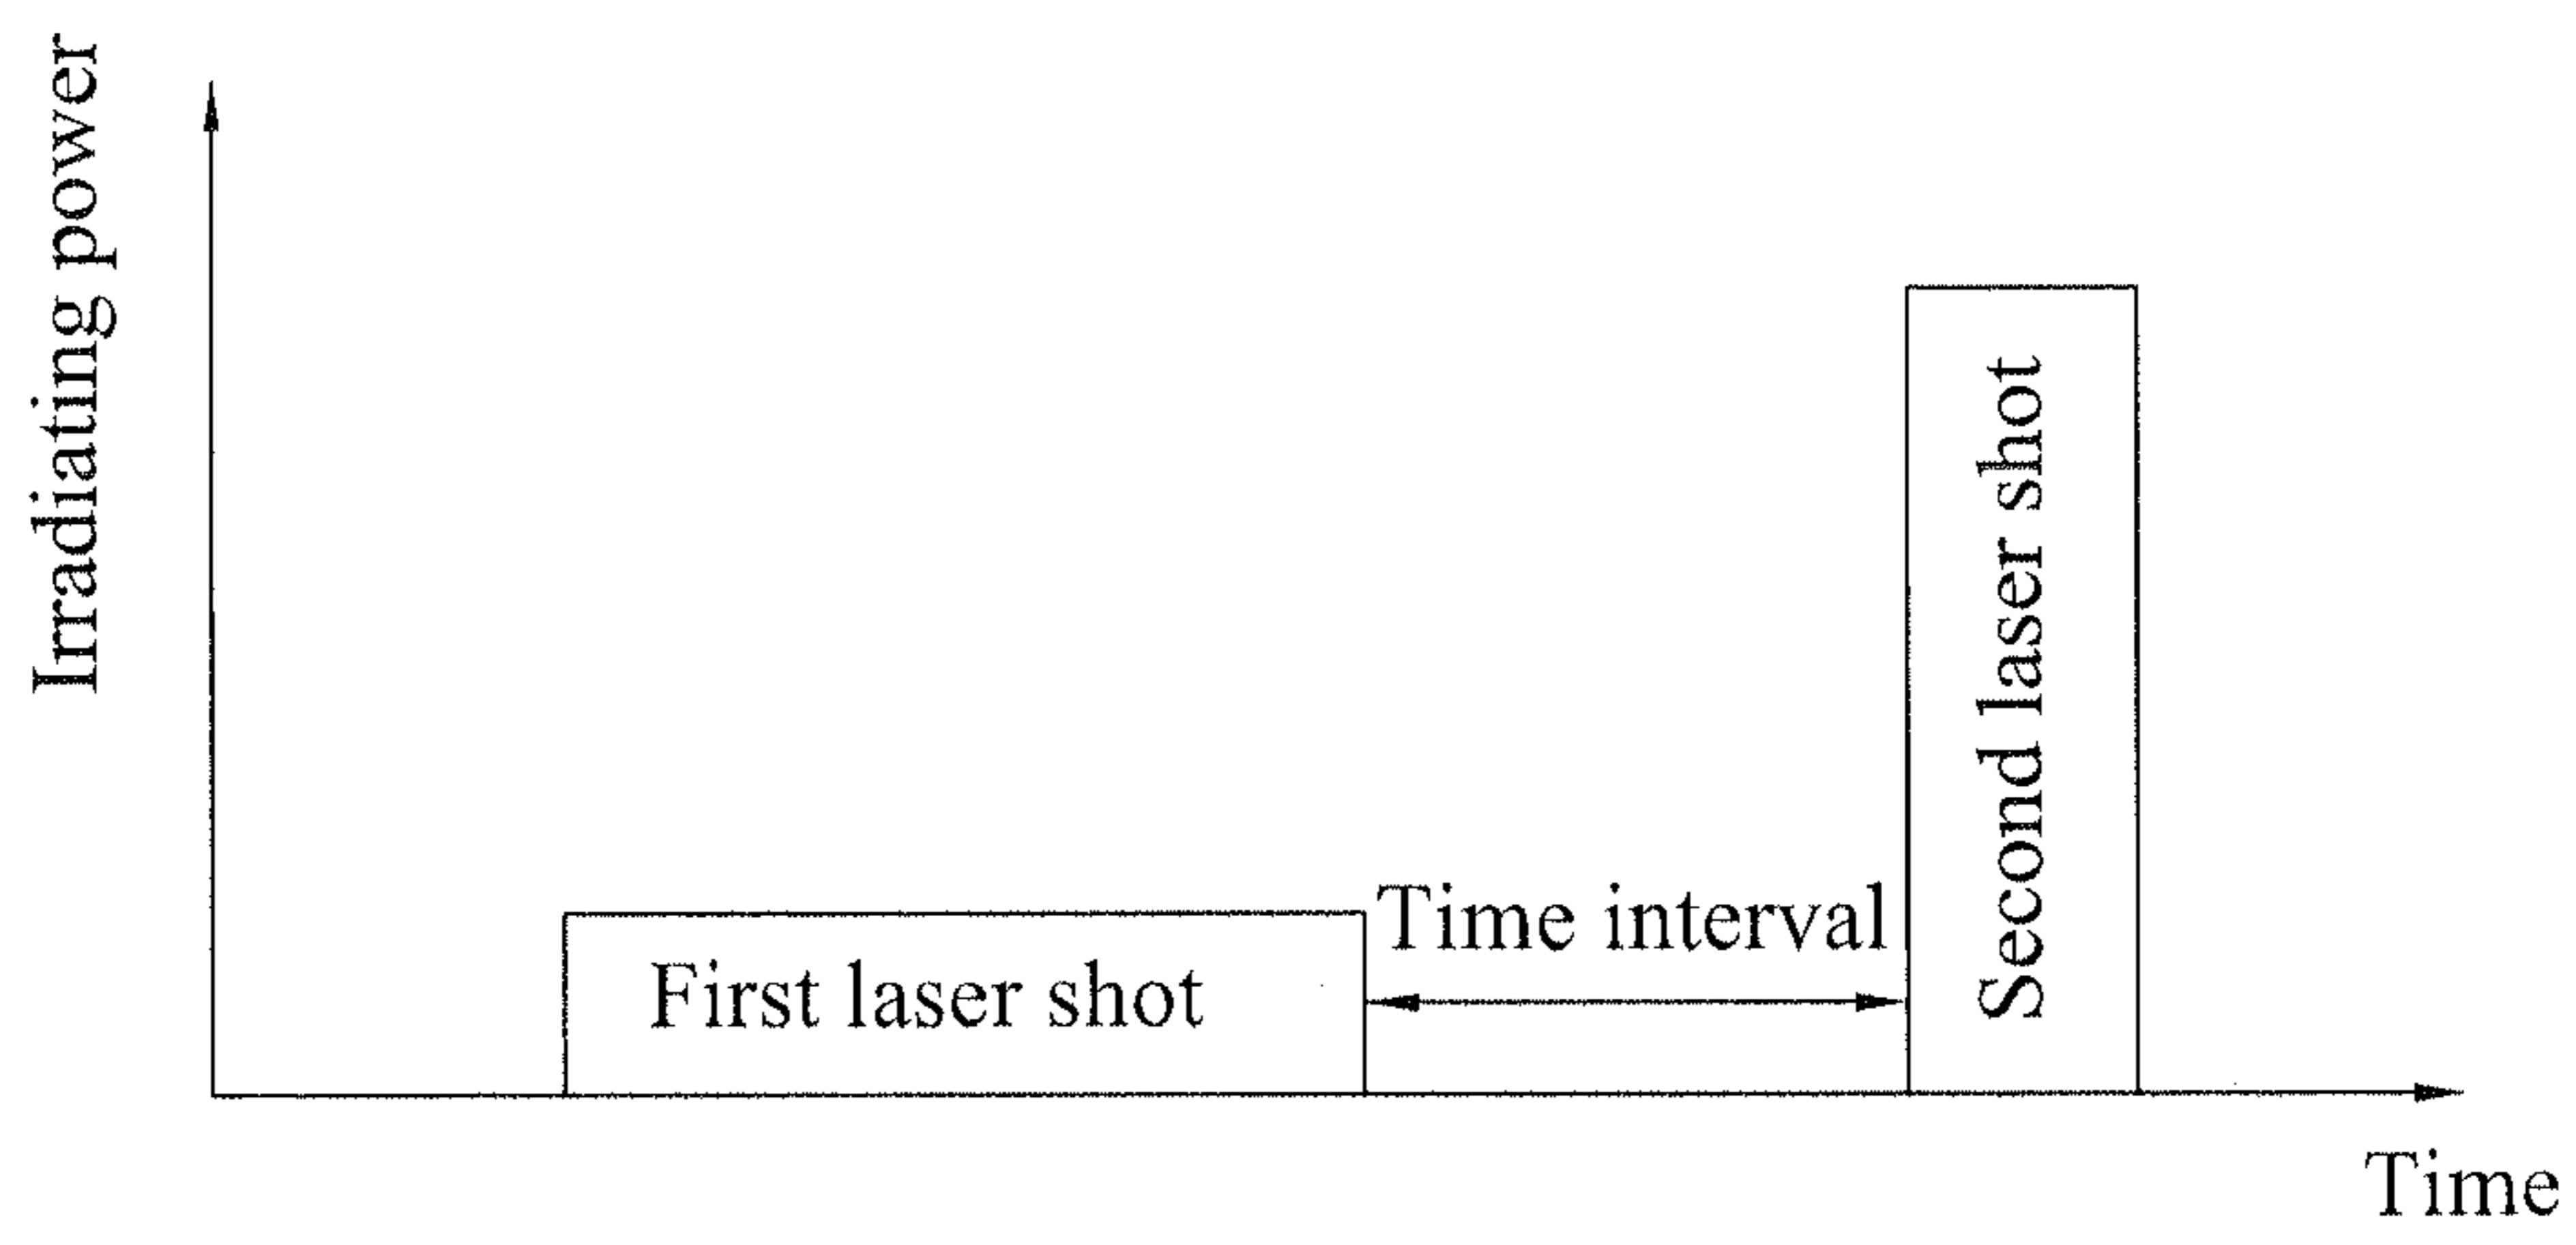 Irradiating power
First laser shot
Time interval
Second laser shot
Time